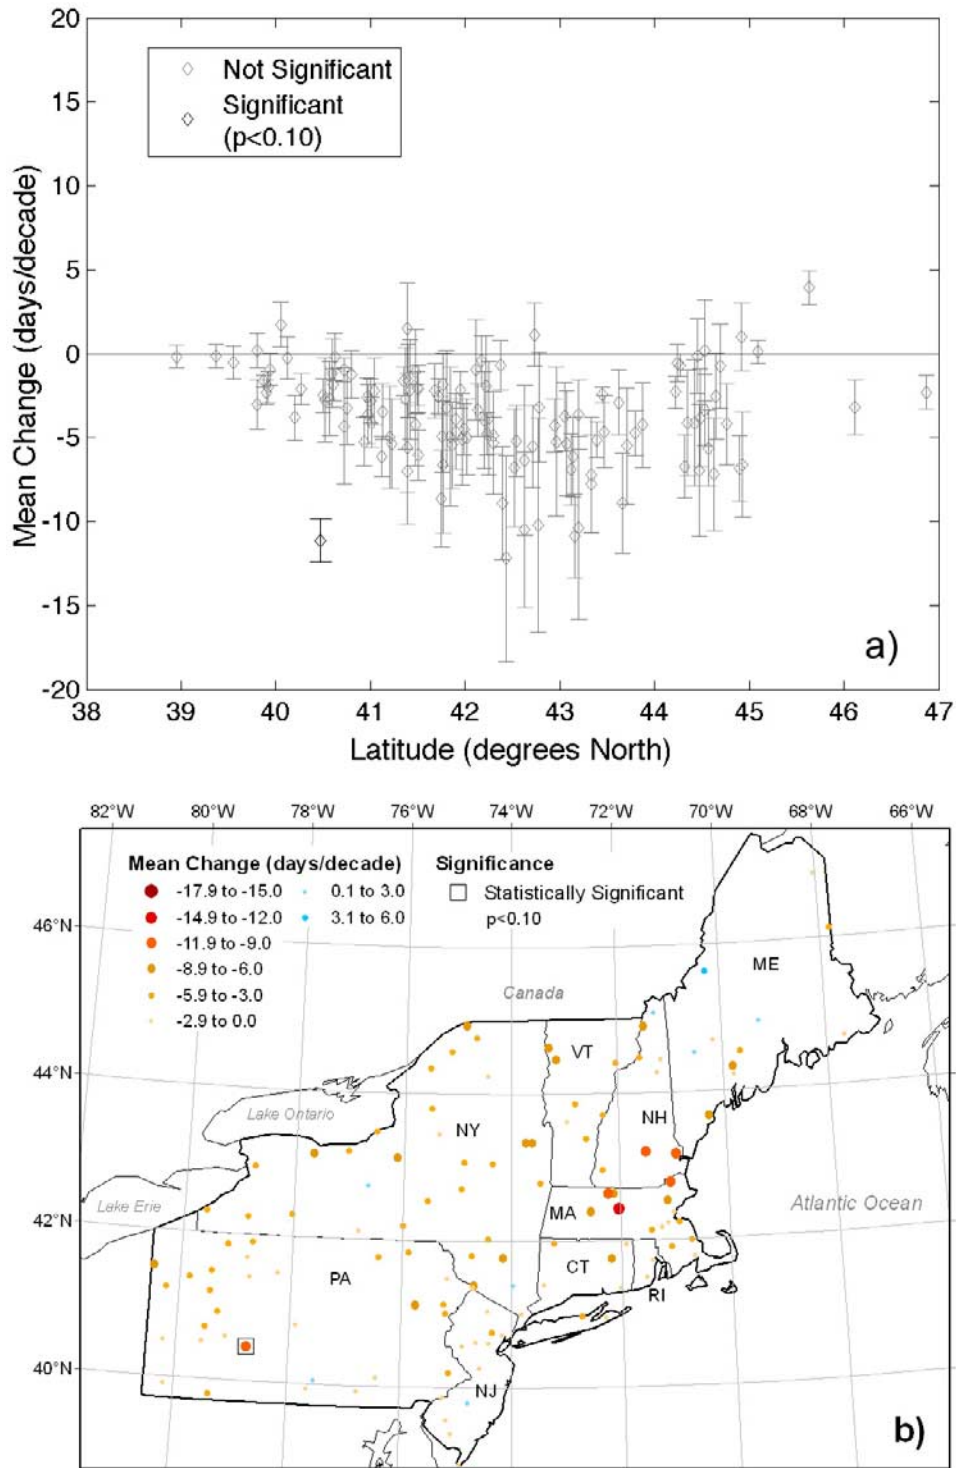 20
15
10
5
0
-5
-10
-15
-20
Mean Change (days/decade)
Not Significant
Significant
(p<0.10)
a)
38 39 40 41 42 43 44 45 46 47
Latitude (degrees North)
82°W 80°W 78°W 76°W 74°W 72°W 70°W 68°W 66°W
Mean Change (days/decade)
-17.9 to -15.0
-14.9 to -12.0
-11.9 to -9.0
-8.9 to -6.0
-5.9 to -3.0
-2.9 to 0.0
0.1 to 3.0
3.1 to 6.0
Significance
Statistically Significant
p<0.10
46°N
44°N
42°N
40°N
Canada
ME
VT
Lake Ontario
NY
NH
Lake Erie
MA
Atlantic Ocean
PA
CT
RI
NJ
b)